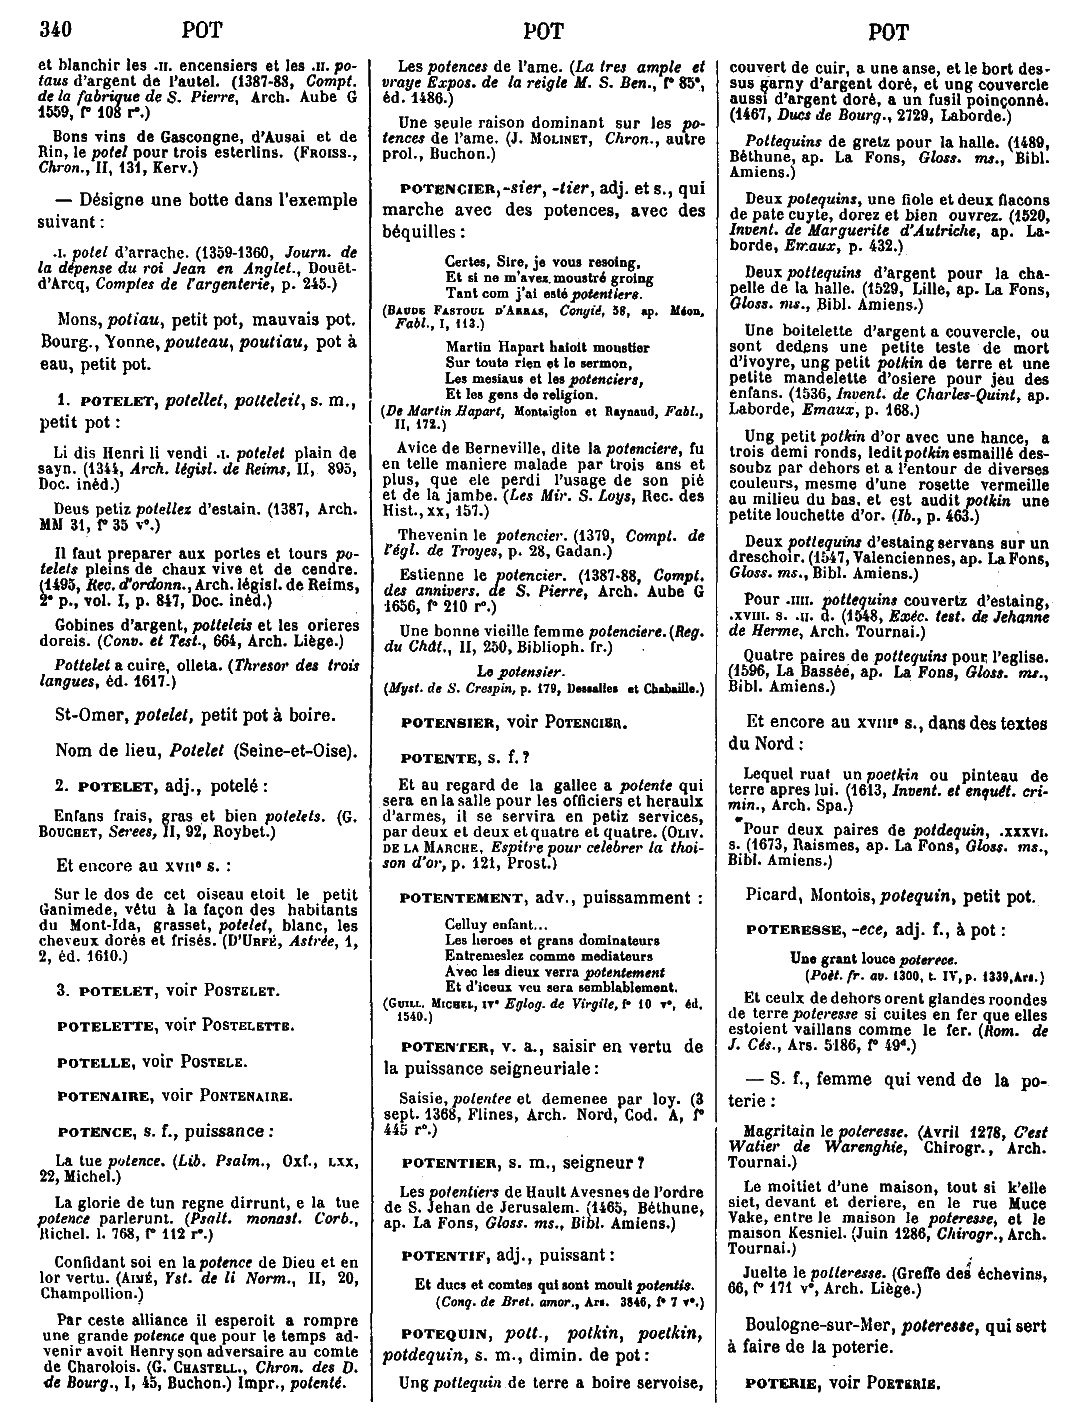 340 POT POT POT
et blanchir les .II. encensiers et les .II. po-
taus d'argent de l'autel. (1387-88, Compt.
de la fabrique de S. Pierre, Arch. Aube G
1559, f° 108 r°.)
Bons vins de Gascongne, d'Ausai et de
Rin, le potel pour trois esterlins. (FROISS.,
Chron., II, 131, Kerv.)
— Désigne une botte dans l'exemple
suivant :
.I. potel d'arrache. (1359-1360, Journ. de
la dépense du roi Jean en Anglet., Douët-
d'Arcq, Comptes de l'argenterie, p. 245.)
Mons, potiau, petit pot, mauvais pot.
Bourg., Yonne, pouteau, poutiau, pot à
eau, petit pot.
1. POTELET, potellet, potteleit, s. m.,
petit pot :
Li dis Henri li vendi .I. potelet plain de
sayn. (1344, Arch. législ. de Reims, II, 895,
Doc. inéd.)
Deus petiz potellez d'estain. (1387, Arch.
MM 31, f° 35 v°.)
Il faut preparer aux portes et tours po-
telets pleins de chaux vive et de cendre.
(1495, Rec. d'ordonn., Arch. législ. de Reims,
2° p., vol. I, p. 847, Doc. inéd.)
Gobines d'argent, potteleis et les orieres
doreis. (Conv. et Test., 664, Arch. Liège.)
Pottelet a cuire, olleta. (Thresor des trois
langues, éd. 1617.)
St-Omer, potelet, petit pot à boire.
Nom de lieu, Potelet (Seine-et-Oise).
2. POTELET, adj., potelé :
Enfans frais, gras et bien potelets. (G.
BOUCHET, Serees, II, 92, Roybet.)
Et encore au XVIIe s. :
Sur le dos de cet oiseau etoit le petit
Ganimede, vêtu à la façon des habitants
du Mont-Ida, grasset, potelet, blanc, les
cheveux dorés et frisés. (D'URFÉ, Astrée, 1,
2, éd. 1610.)
3. POTELET, voir POSTELET.
POTELETTE, voir POSTELETTE.
POTELLE, voir POSTELE.
POTENAIRE, voir PONTENAIRE.
POTENCE, s. f., puissance :
La tue potence. (Lib. Psalm., Oxf., LXX,
22, Michel.)
La glorie de tun regne dirrunt, e la tue
potence parlerunt. (Psalt. monast. Corb.,
Richel. l. 768, f° 112 r°.)
Confidant soi en la potence de Dieu et en
lor vertu. (AIMÉ, Yst. de li Norm., II, 20,
Champollion.)
Par ceste alliance il esperoit a rompre
une grande potence que pour le temps ad-
venir avoit Henry son adversaire au comte
de Charolois. (G. CHASTELL., Chron. des D.
de Bourg., I, 45, Buchon.) Impr., potenté.
Les potences de l'ame. (La tres ample et
vraye Expos. de la reigle M. S. Ben., f° 85ª,
éd. 1486.)
Une seule raison dominant sur les po-
tences de l'ame. (J. MOLINET, Chron., autre
prol., Buchon.)
POTENCIER, -sier, -tier, adj. et s., qui
marche avec des potences, avec des
béquilles :
Certes, Sire, je vous resoing,
Et si ne m'avez moustré groing
Tant com j'ai esté potentiers.
(BAUDE FASTOUL D'ARRAS, Congié, 58, ap. Méon,
Fabl., I, 113.)
Martin Hapart haioit moustier
Sur toute rien et le sermon,
Les mesiaus et les potenciers,
Et les gens de religion.
(De Martin Hapart, Montaiglon et Raynaud, Fabl.,
II, 172.)
Avice de Berneville, dite la potenciere, fu
en telle maniere malade par trois ans et
plus, que ele perdi l'usage de son pié
et de la jambe. (Les Mir. S. Loys, Rec. des
Hist., XX, 157.)
Thevenin le potencier. (1379, Compt. de
l'égl. de Troyes, p. 28, Gadan.)
Estienne le potencier. (1387-88, Compt.
des annivers. de S. Pierre, Arch. Aube G
1656, f° 210 r°.)
Une bonne vieille femme potenciere. (Reg.
du Chât., II, 250, Biblioph. fr.)
Le potensier.
(Myst. de S. Crespin, p. 179, Dessalles et Chabaille.)
POTENSIER, voir POTENCIER.
POTENTE, s. f. ?
Et au regard de la gallee a potente qui
sera en la salle pour les officiers et heraulx
d'armes, il se servira en petiz services,
par deux et deux et quatre et quatre. (OLIV.
DE LA MARCHE, Espitre pour celebrer la thoi-
son d'or, p. 121, Prost.)
POTENTEMENT, adv., puissamment :
Celluy enfant...
Les heroes et grans dominateurs
Entremeslez comme mediateurs
Avec les dieux verra potentement
Et d'iceux veu sera semblablement.
(GUILL. MICHEL, IVe Eglog. de Virgile, f° 10 v°, éd.
1540.)
POTENTER, v. a., saisir en vertu de
la puissance seigneuriale :
Saisie, potentee et demenee par loy. (3
sept. 1368, Flines, Arch. Nord, Cod. A, f°
445 r°.)
POTENTIER, s. m., seigneur ?
Les potentiers de Hault Avesnes de l'ordre
de S. Jehan de Jerusalem. (1465, Béthune,
ap. La Fons, Gloss. ms., Bibl. Amiens.)
POTENTIF, adj., puissant :
Et ducs et comtes qui sont moult potentis.
(Conq. de Bret. amor., Ars. 3846, f° 7 v°.)
POTEQUIN, pott., potkin, poetkin,
potdequin, s. m., dimin. de pot :
Ung pottequin de terre a boire servoise,
couvert de cuir, a une anse, et le bort des-
sus garny d'argent doré, et ung couvercle
aussi d'argent doré, a un fusil poinçonné.
(1467, Ducs de Bourg., 2729, Laborde.)
Pottequins de gretz pour la halle. (1489,
Béthune, ap. La Fons, Gloss. ms., Bibl.
Amiens.)
Deux potequins, une fiole et deux flacons
de pate cuyte, dorez et bien ouvrez. (1520,
Invent. de Marguerite d'Autriche, ap. La-
borde, Emaux, p. 432.)
Deux pottequins d'argent pour la cha-
pelle de la halle. (1529, Lille, ap. La Fons,
Gloss. ms., Bibl. Amiens.)
Une boitelette d'argent a couvercle, ou
sont dedens une petite teste de mort
d'ivoyre, ung petit potkin de terre et une
petite mandelette d'osiere pour jeu des
enfans. (1536, Invent. de Charles-Quint, ap.
Laborde, Emaux, p. 168.)
Ung petit potkin d'or avec une hance, a
trois demi ronds, ledit potkin esmaillé des-
soubz par dehors et a l'entour de diverses
couleurs, mesme d'une rosette vermeille
au milieu du bas, et est audit potkin une
petite louchette d'or. (Ib., p. 463.)
Deux pottequins d'estaing servans sur un
dreschoir. (1547, Valenciennes, ap. La Fons,
Gloss. ms., Bibl. Amiens.)
Pour .IIII. pottequins couvertz d'estaing,
.XVIII. s. .II. d. (1548, Exéc. test. de Jehanne
de Herme, Arch. Tournai.)
Quatre paires de pottequins pour l'eglise.
(1596, La Bassée, ap. La Fons, Gloss. ms.,
Bibl. Amiens.)
Et encore au XVIIIe s., dans des textes
du Nord :
Lequel ruat un poetkin ou pinteau de
terre apres lui. (1613, Invent. et enquêt. cri-
min., Arch. Spa.)
Pour deux paires de potdequin, .XXXVI.
s. (1673, Raismes, ap. La Fons, Gloss. ms.,
Bibl. Amiens.)
Picard, Montois, potequin, petit pot.
POTERESSE, -ece, adj. f., à pot :
Une grant louce poterece.
(Poët. fr. av. 1300, t. IV, p. 1339, Ars.)
Et ceulx de dehors orent glandes roondes
de terre poteresse si cuites en fer que elles
estoient vaillans comme le fer. (Rom. de
J. Cés., Ars. 5186, f° 49ª.)
— S. f., femme qui vend de la po-
terie :
Magritain le poteresse. (Avril 1278, C'est
Watier de Warenghie, Chirogr., Arch.
Tournai.)
Le moitiet d'une maison, tout si k'elle
siet, devant et deriere, en le rue Muce
Vake, entre le maison le poteresse, et le
maison Kesniel. (Juin 1286, Chirogr., Arch.
Tournai.)
Juelte le potteresse. (Greffe des échevins,
66, f° 171 v°, Arch. Liège.)
Boulogne-sur-Mer, poteresse, qui sert
à faire de la poterie.
POTERIE, voir POETERIE.